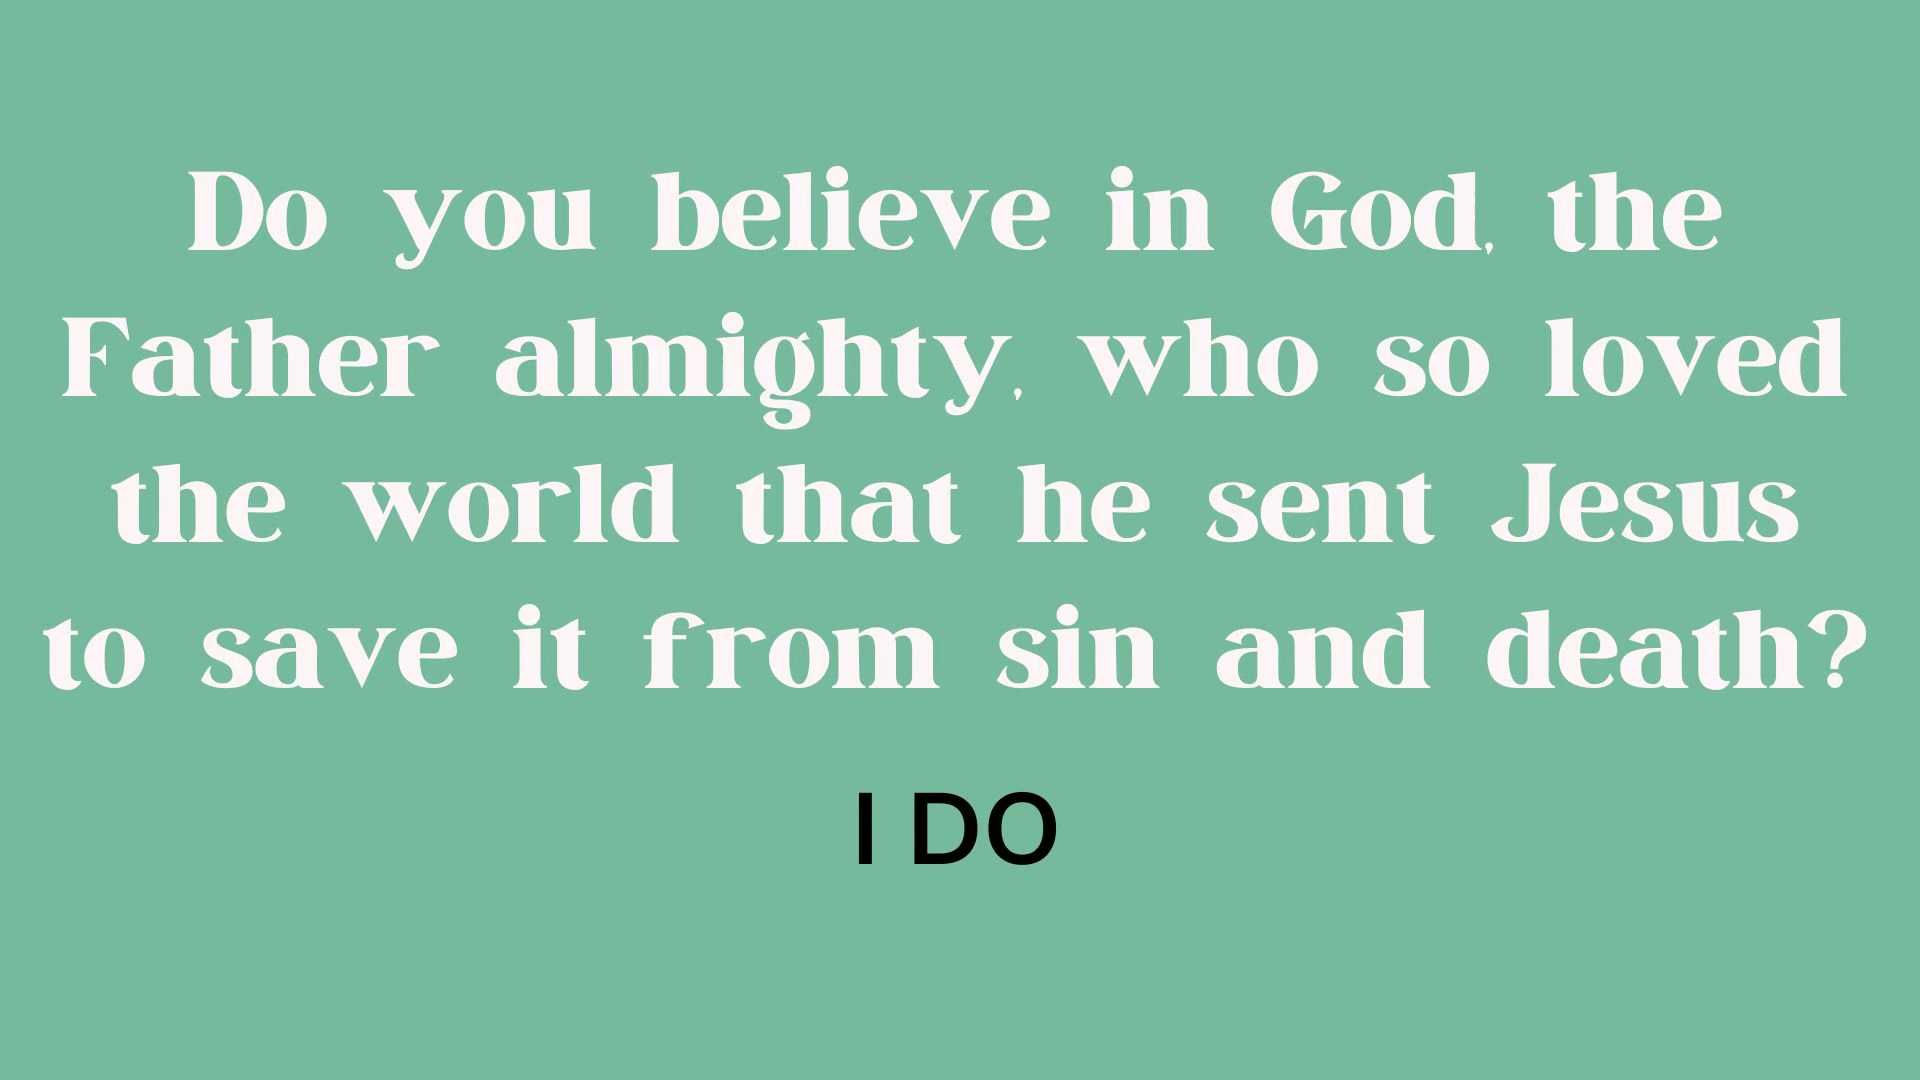 Do you believe in God, the
Father almighty, who so loved
the world that he sent Jesus
to save it from sin and death?
I DO